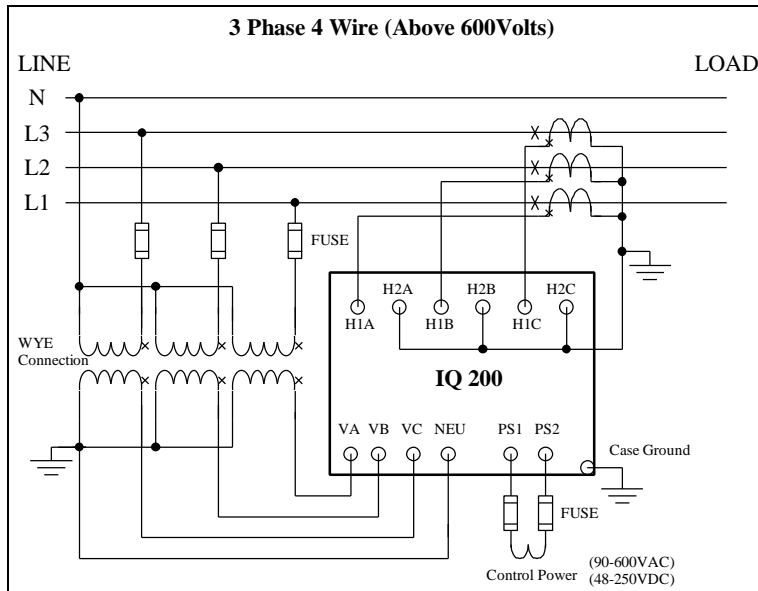 3 Phase 4 Wire (Above 600Volts)
LINE
LOAD
N
L3
L2
L1
FUSE
H2A
H2B
H2C
H1A
H1B
H1C
WYE
Connection
IQ 200
VA
VB
VC
NEU
PS1
PS2
Case Ground
FUSE
Control Power
(90-600VAC)
(48-250VDC)